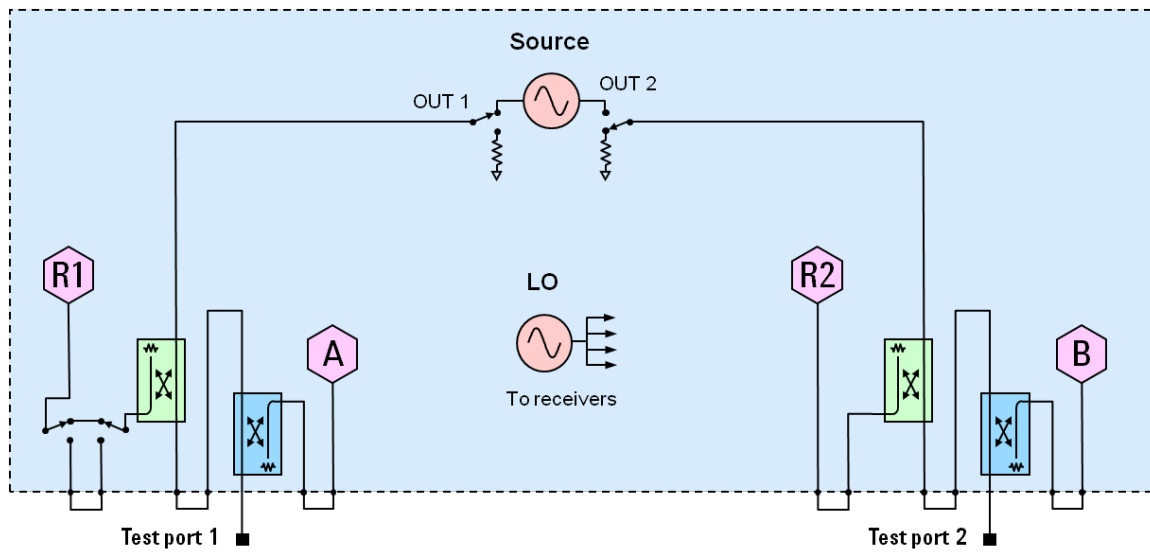 Source
OUT 1
OUT 2
R1
A
LO
To receivers
R2
B
Test port 1
Test port 2